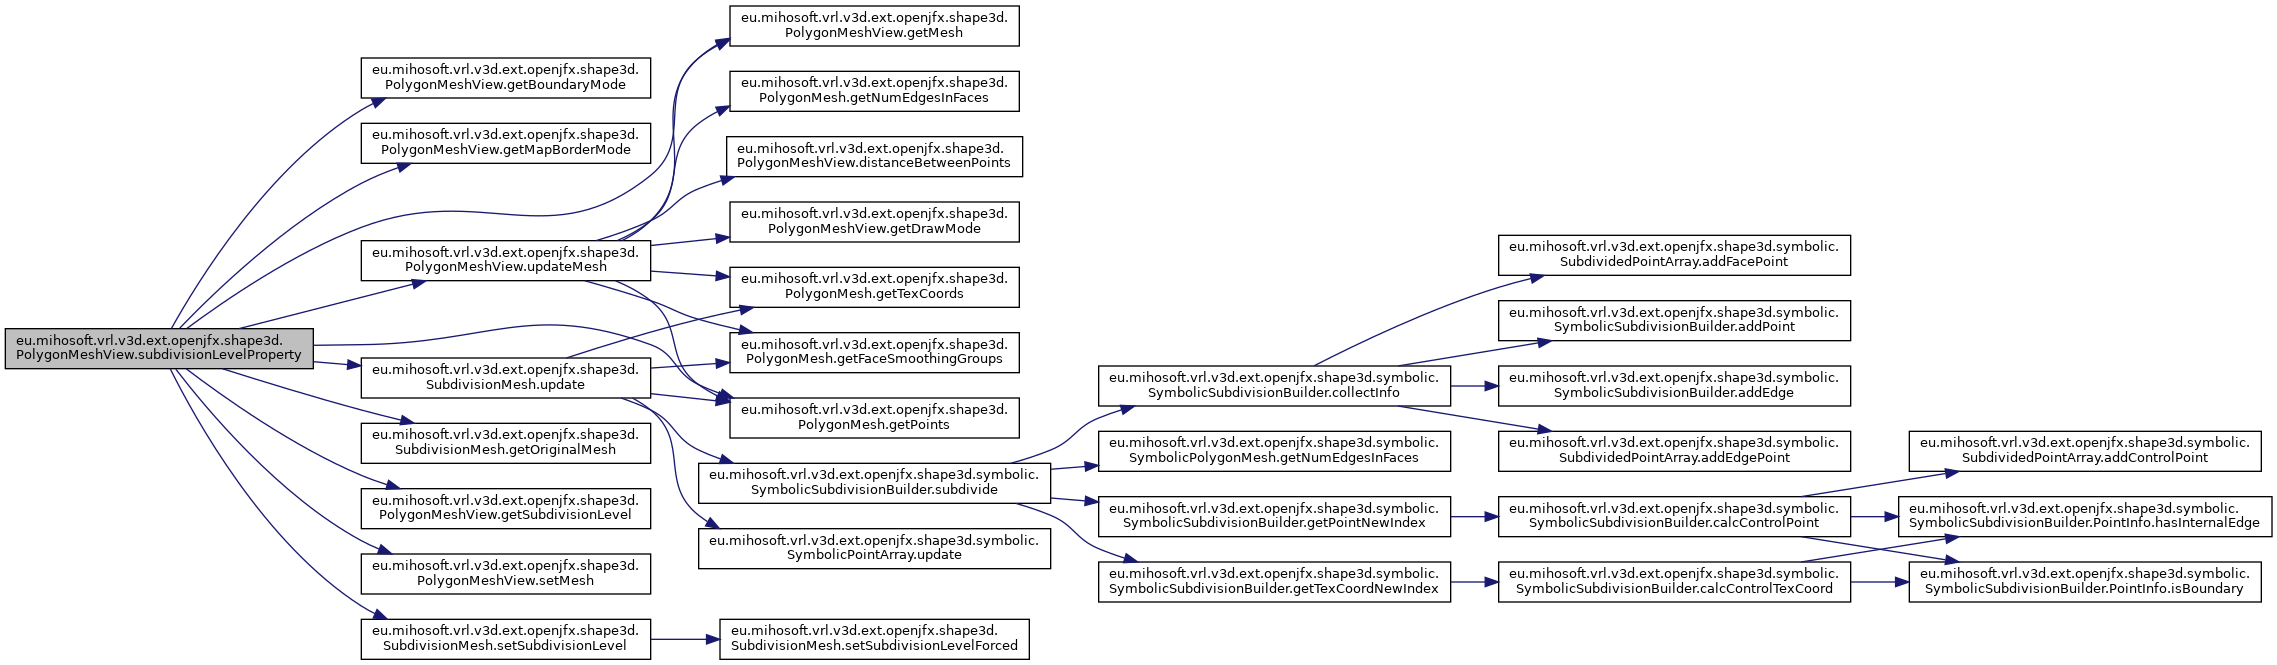 eu.mihosoft.vrl.v3d.ext.openjfx.shape3d.
PolygonMeshView.subdivisionLevelProperty
eu.mihosoft.vrl.v3d.ext.openjfx.shape3d.
PolygonMeshView.getBoundaryMode
eu.mihosoft.vrl.v3d.ext.openjfx.shape3d.
PolygonMeshView.getMapBorderMode
eu.mihosoft.vrl.v3d.ext.openjfx.shape3d.
PolygonMeshView.updateMesh
eu.mihosoft.vrl.v3d.ext.openjfx.shape3d.
SubdivisionMesh.update
eu.mihosoft.vrl.v3d.ext.openjfx.shape3d.
SubdivisionMesh.getOriginalMesh
eu.mihosoft.vrl.v3d.ext.openjfx.shape3d.
PolygonMeshView.getSubdivisionLevel
eu.mihosoft.vrl.v3d.ext.openjfx.shape3d.
PolygonMeshView.setMesh
eu.mihosoft.vrl.v3d.ext.openjfx.shape3d.
SubdivisionMesh.setSubdivisionLevel
eu.mihosoft.vrl.v3d.ext.openjfx.shape3d.
PolygonMeshView.getMesh
eu.mihosoft.vrl.v3d.ext.openjfx.shape3d.
PolygonMesh.getNumEdgesInFaces
eu.mihosoft.vrl.v3d.ext.openjfx.shape3d.
PolygonMeshView.distanceBetweenPoints
eu.mihosoft.vrl.v3d.ext.openjfx.shape3d.
PolygonMeshView.getDrawMode
eu.mihosoft.vrl.v3d.ext.openjfx.shape3d.
PolygonMesh.getTexCoords
eu.mihosoft.vrl.v3d.ext.openjfx.shape3d.
PolygonMesh.getFaceSmoothingGroups
eu.mihosoft.vrl.v3d.ext.openjfx.shape3d.
PolygonMesh.getPoints
eu.mihosoft.vrl.v3d.ext.openjfx.shape3d.symbolic.
SymbolicSubdivisionBuilder.subdivide
eu.mihosoft.vrl.v3d.ext.openjfx.shape3d.symbolic.
SymbolicPointArray.update
eu.mihosoft.vrl.v3d.ext.openjfx.shape3d.
SubdivisionMesh.setSubdivisionLevelForced
eu.mihosoft.vrl.v3d.ext.openjfx.shape3d.symbolic.
SymbolicSubdivisionBuilder.collectInfo
eu.mihosoft.vrl.v3d.ext.openjfx.shape3d.symbolic.
SymbolicPolygonMesh.getNumEdgesInFaces
eu.mihosoft.vrl.v3d.ext.openjfx.shape3d.symbolic.
SymbolicSubdivisionBuilder.getPointNewIndex
eu.mihosoft.vrl.v3d.ext.openjfx.shape3d.symbolic.
SymbolicSubdivisionBuilder.getTexCoordNewIndex
eu.mihosoft.vrl.v3d.ext.openjfx.shape3d.symbolic.
SubdividedPointArray.addFacePoint
eu.mihosoft.vrl.v3d.ext.openjfx.shape3d.symbolic.
SymbolicSubdivisionBuilder.addPoint
eu.mihosoft.vrl.v3d.ext.openjfx.shape3d.symbolic.
SymbolicSubdivisionBuilder.addEdge
eu.mihosoft.vrl.v3d.ext.openjfx.shape3d.symbolic.
SubdividedPointArray.addEdgePoint
eu.mihosoft.vrl.v3d.ext.openjfx.shape3d.symbolic.
SymbolicSubdivisionBuilder.calcControlPoint
eu.mihosoft.vrl.v3d.ext.openjfx.shape3d.symbolic.
SymbolicSubdivisionBuilder.calcControlTexCoord
eu.mihosoft.vrl.v3d.ext.openjfx.shape3d.symbolic.
SubdividedPointArray.addControlPoint
eu.mihosoft.vrl.v3d.ext.openjfx.shape3d.symbolic.
SymbolicSubdivisionBuilder.PointInfo.hasInternalEdge
eu.mihosoft.vrl.v3d.ext.openjfx.shape3d.symbolic.
SymbolicSubdivisionBuilder.PointInfo.isBoundary